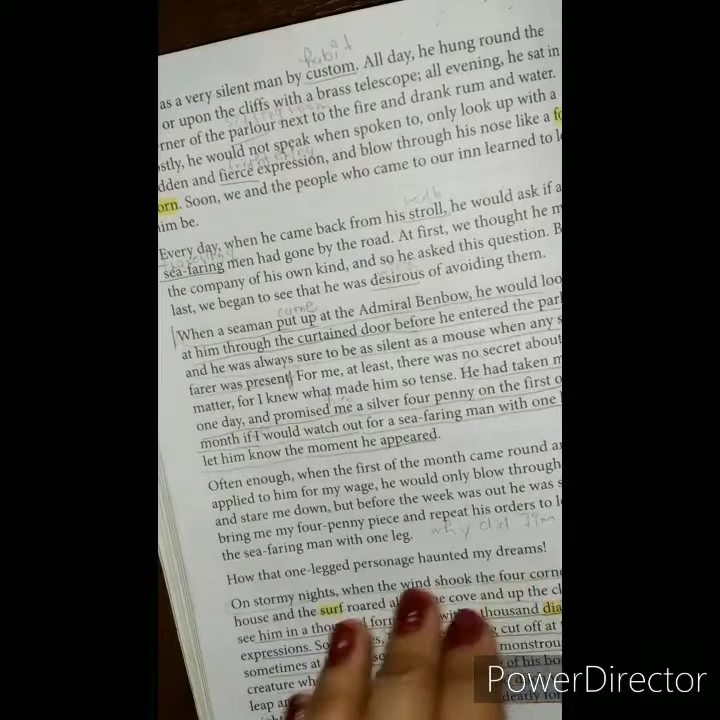 habit
as a very silent man by custom. All day, he hung round the
or upon the cliffs with a brass telescope; all evening, he sat in
rner of the parlour next to the fire and drank rum and water.
ostly, he would not speak when spoken to, only look up with a
dden and fierce expression, and blow through his nose like a fo
orn. Soon, we and the people who came to our inn learned to le
im be.
walk
Every day, when he came back from his stroll, he would ask if a
sea-faring men had gone by the road. At first, we thought he m
the company of his own kind, and so he asked this question. B
last, we began to see that he was desirous of avoiding them.
came
When a seaman put up at the Admiral Benbow, he would loo
at him through the curtained door before he entered the parl
and he was always sure to be as silent as a mouse when any s
farer was present. For me, at least, there was no secret about
matter, for I knew what made him so tense. He had taken m
one day, and promised me a silver four penny on the first o
month if I would watch out for a sea-faring man with one l
let him know the moment he appeared.
Often enough, when the first of the month came round a
applied to him for my wage, he would only blow through
and stare me down, but before the week was out he was s
bring me my four-penny piece and repeat his orders to l
the sea-faring man with one leg.
why did Jim
How that one-legged personage haunted my dreams!
On stormy nights, when the wind shook the four corne
house and the surf roared al cove and up the cl
see him in a thou thousand dia
expressions. So cut off at
sometimes at monstrou
creature wh of his bo
leap a dearly for
PowerDirector